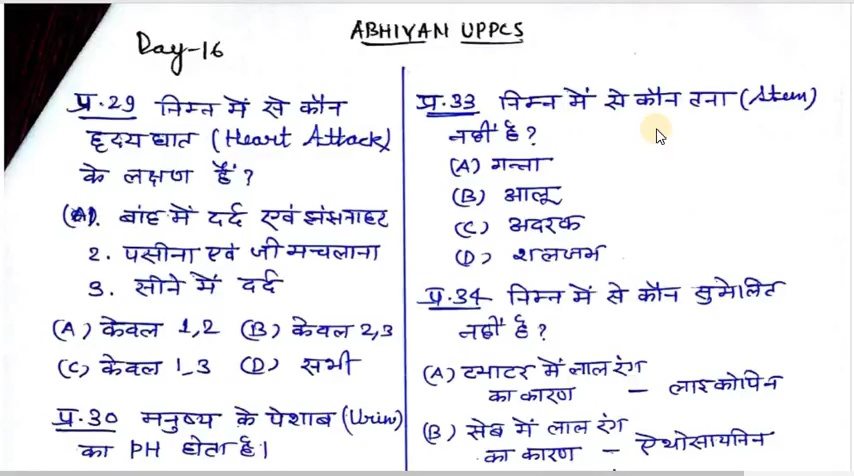 ABHIYAN UPPCS
Day-16
प्र.29 निम्न में से कौन
हृदयघात (Heart Attack)
के लक्षण हैं?
1. बांह में दर्द एवं झंसनाहट
2. पसीना एवं जी मचलाना
3. सीने में दर्द
(A) केवल 1,2 (B) केवल 2,3
(C) केवल 1,3 (D) सभी
प्र.30 मनुष्य के पेशाब (Urin)
का PH होता है।
प्र.33 निम्न में से कौन तना (Stem)
नहीं है?
(A) गन्ना
(B) आलू
(C) अदरक
(D) शलजम
प्र.34 निम्न में से कौन सुमेलित
नहीं है?
(A) टमाटर में लाल रंग
का कारण – लाइकोपिन
(B) सेब में लाल रंग
का कारण – ऐंथोसायनिन